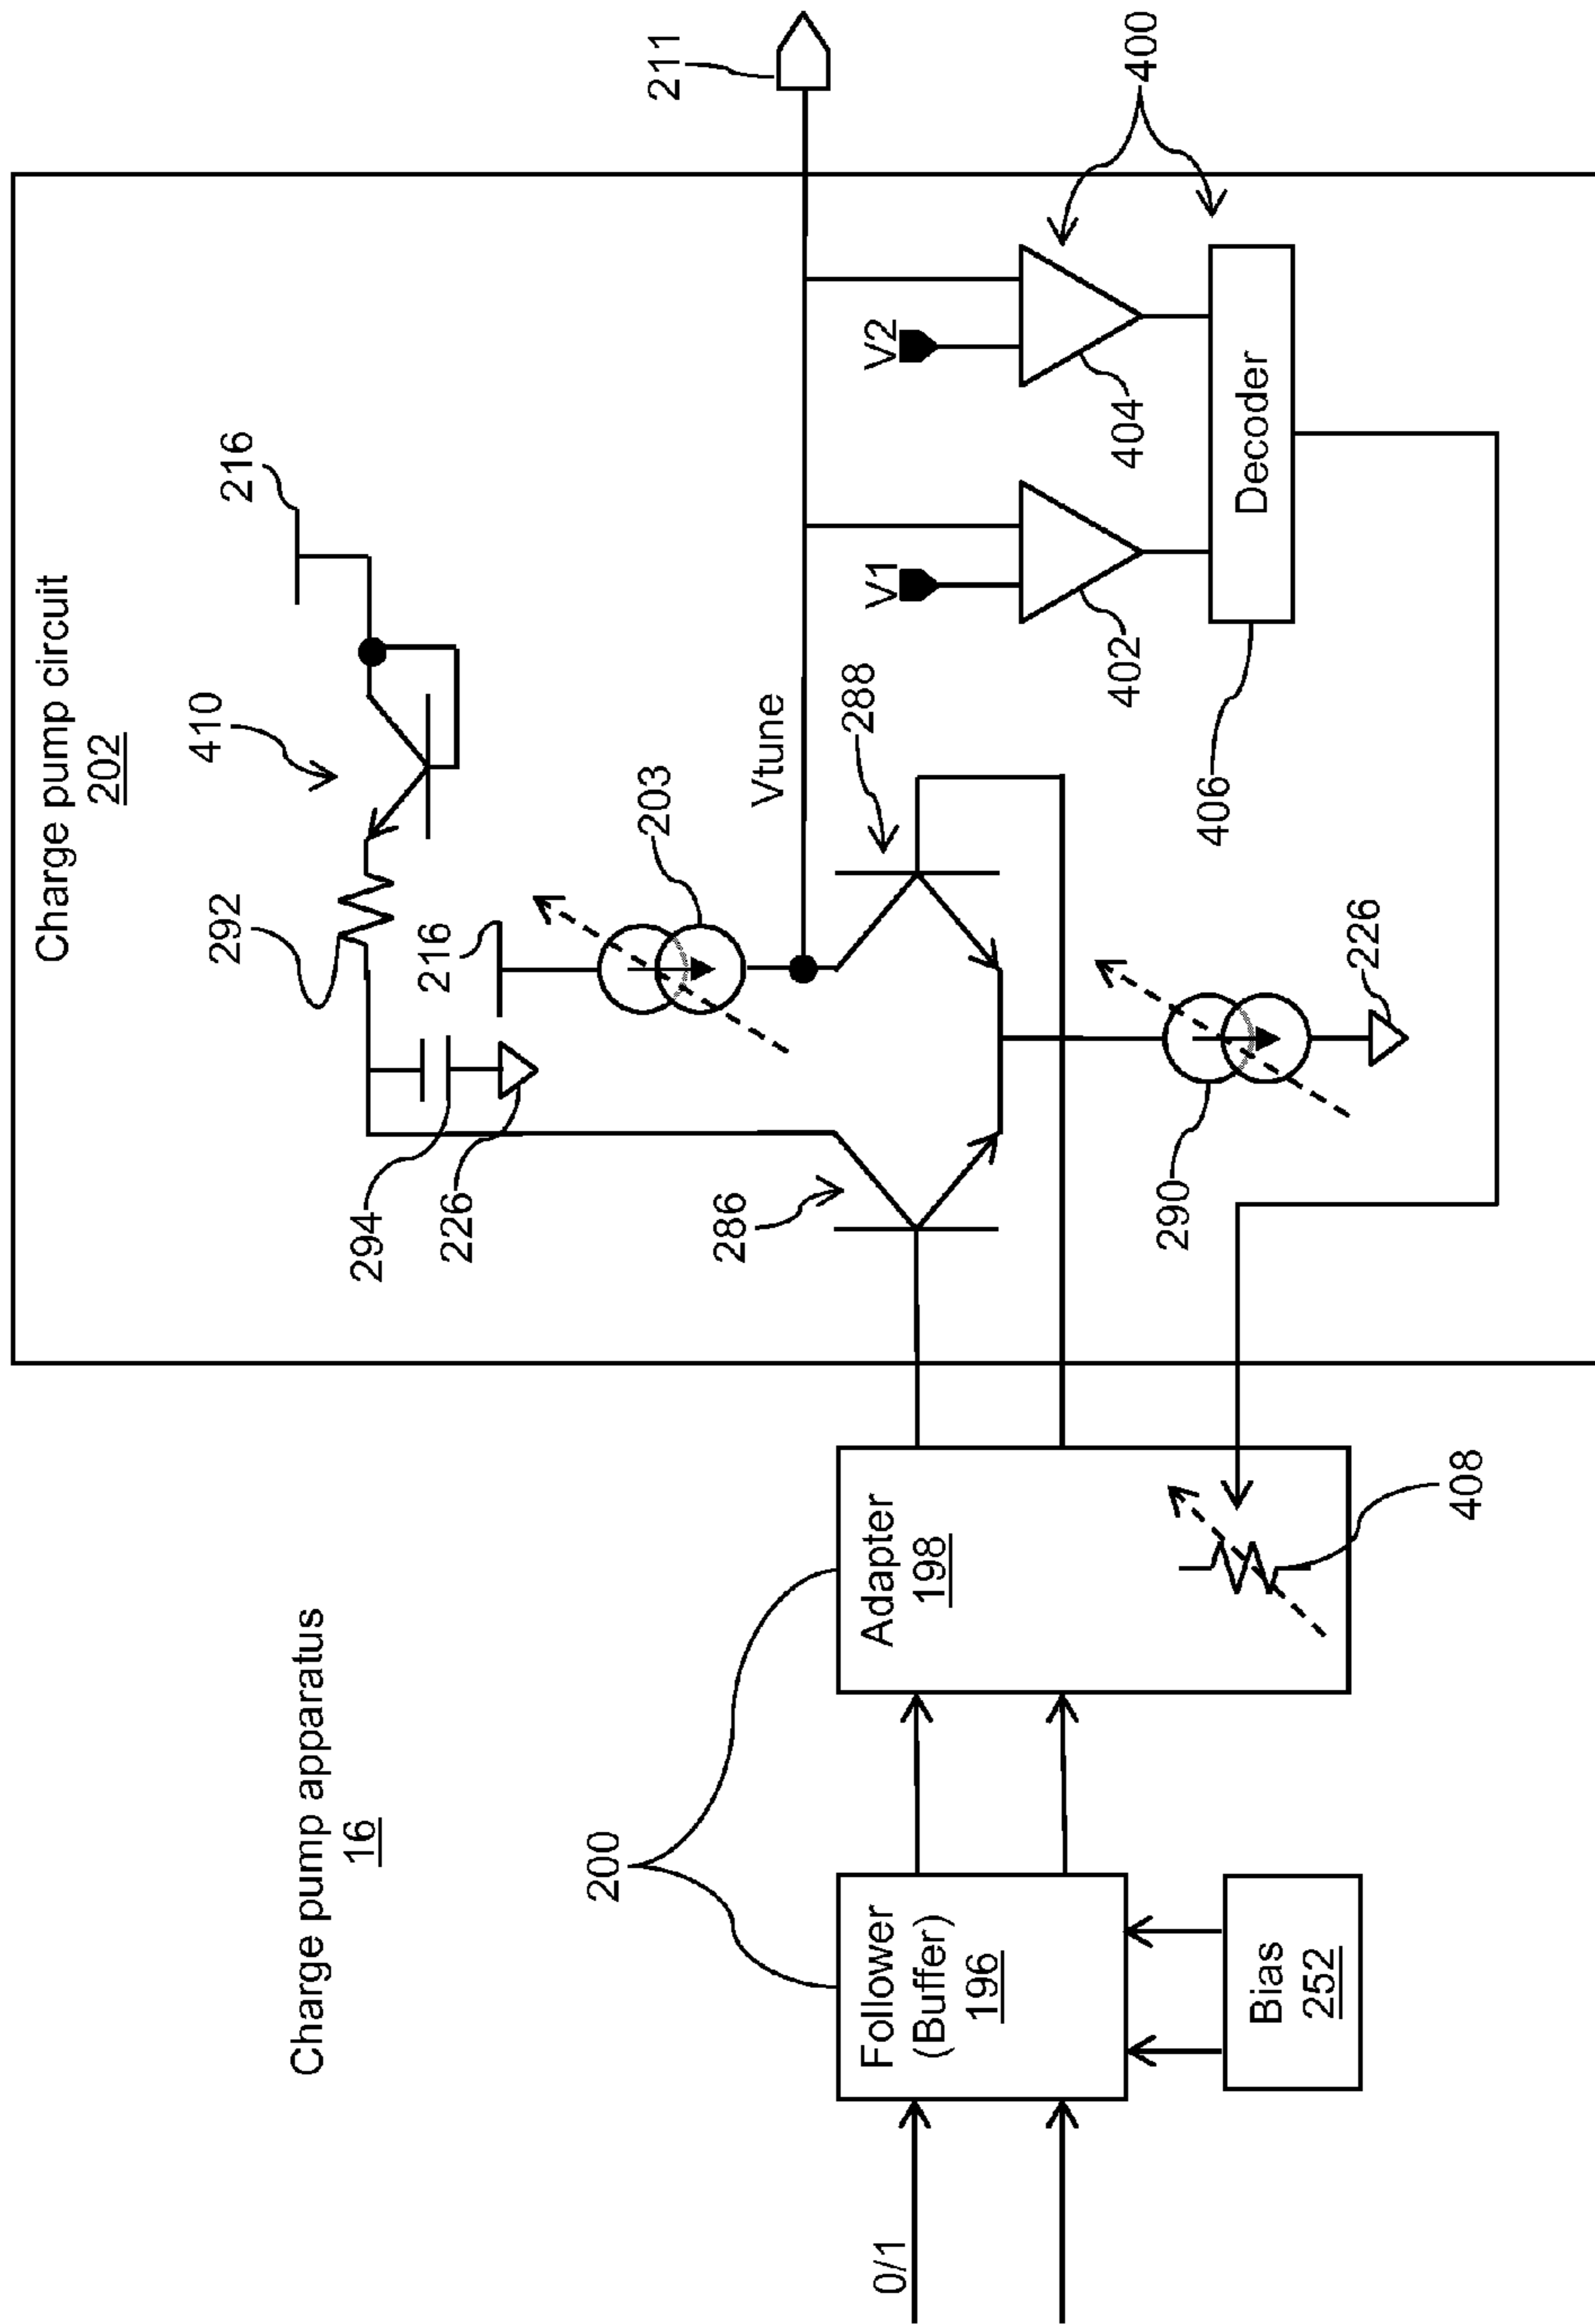 Charge pump circuit
202
Charge pump apparatus
16
292
410
216
294
226
216
203
Vtune
211
286
288
V1
V2
402
404
400
406
Decoder
290
226
200
0/1
Follower
(Buffer)
196
Adapter
198
Bias
252
408